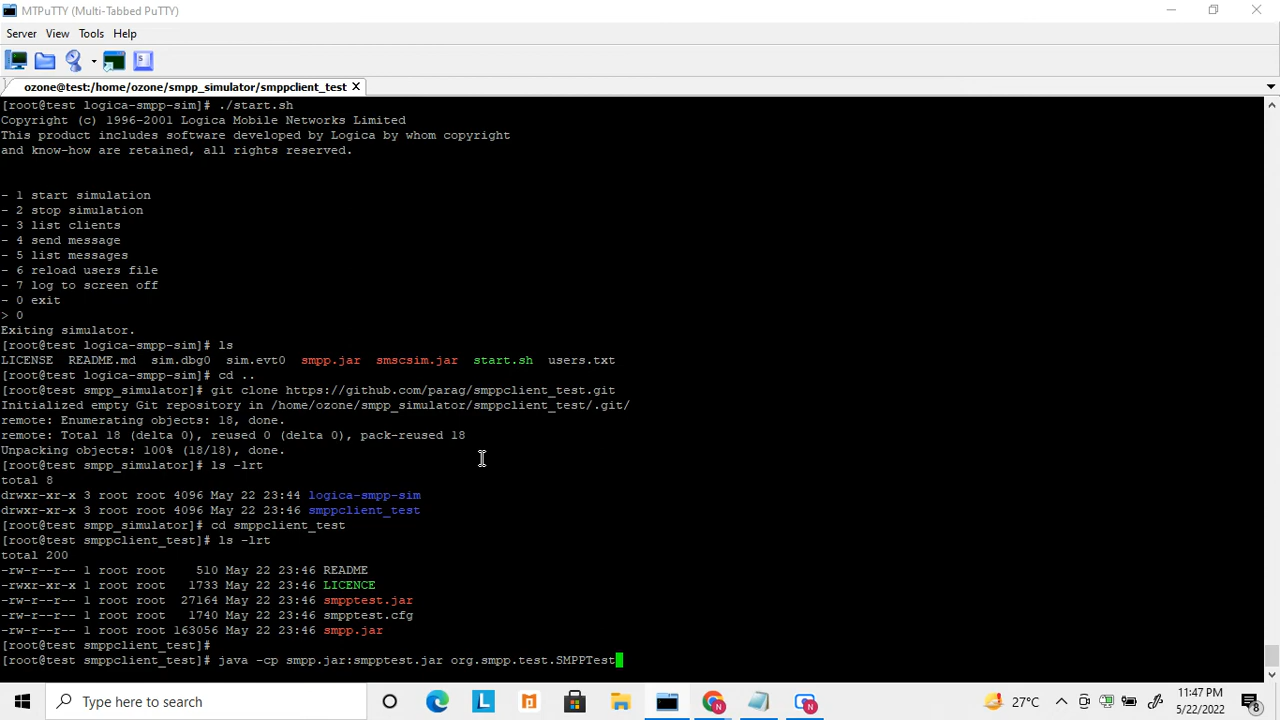 MTPuTTY (Multi-Tabbed PuTTY)
Server View Tools Help
ozone@test:/home/ozone/smpp_simulator/smppclient_test
[root@test logica-smpp-sim]# ./start.sh
Copyright (c) 1996-2001 Logica Mobile Networks Limited
This product includes software developed by Logica by whom copyright
and know-how are retained, all rights reserved.
- 1 start simulation
- 2 stop simulation
- 3 list clients
- 4 send message
- 5 list messages
- 6 reload users file
- 7 log to screen off
- 0 exit
> 0
Exiting simulator.
[root@test logica-smpp-sim]# ls
LICENSE  README.md  sim.dbg0  sim.evt0  smpp.jar  smscsim.jar  start.sh  users.txt
[root@test logica-smpp-sim]# cd ..
[root@test smpp_simulator]# git clone https://github.com/parag/smppclient_test.git
Initialized empty Git repository in /home/ozone/smpp_simulator/smppclient_test/.git/
remote: Enumerating objects: 18, done.
remote: Total 18 (delta 0), reused 0 (delta 0), pack-reused 18
Unpacking objects: 100% (18/18), done.
[root@test smpp_simulator]# ls -lrt
total 8
drwxr-xr-x 3 root root 4096 May 22 23:44 logica-smpp-sim
drwxr-xr-x 3 root root 4096 May 22 23:46 smppclient_test
[root@test smpp_simulator]# cd smppclient_test
[root@test smppclient_test]# ls -lrt
total 200
-rw-r--r-- 1 root root    510 May 22 23:46 README
-rwxr-xr-x 1 root root   1733 May 22 23:46 LICENCE
-rw-r--r-- 1 root root  27164 May 22 23:46 smpptest.jar
-rw-r--r-- 1 root root   1740 May 22 23:46 smpptest.cfg
-rw-r--r-- 1 root root 163056 May 22 23:46 smpp.jar
[root@test smppclient_test]#
[root@test smppclient_test]# java -cp smpp.jar:smpptest.jar org.smpp.test.SMPPTest
Type here to search
27°C
11:47 PM
5/22/2022
8